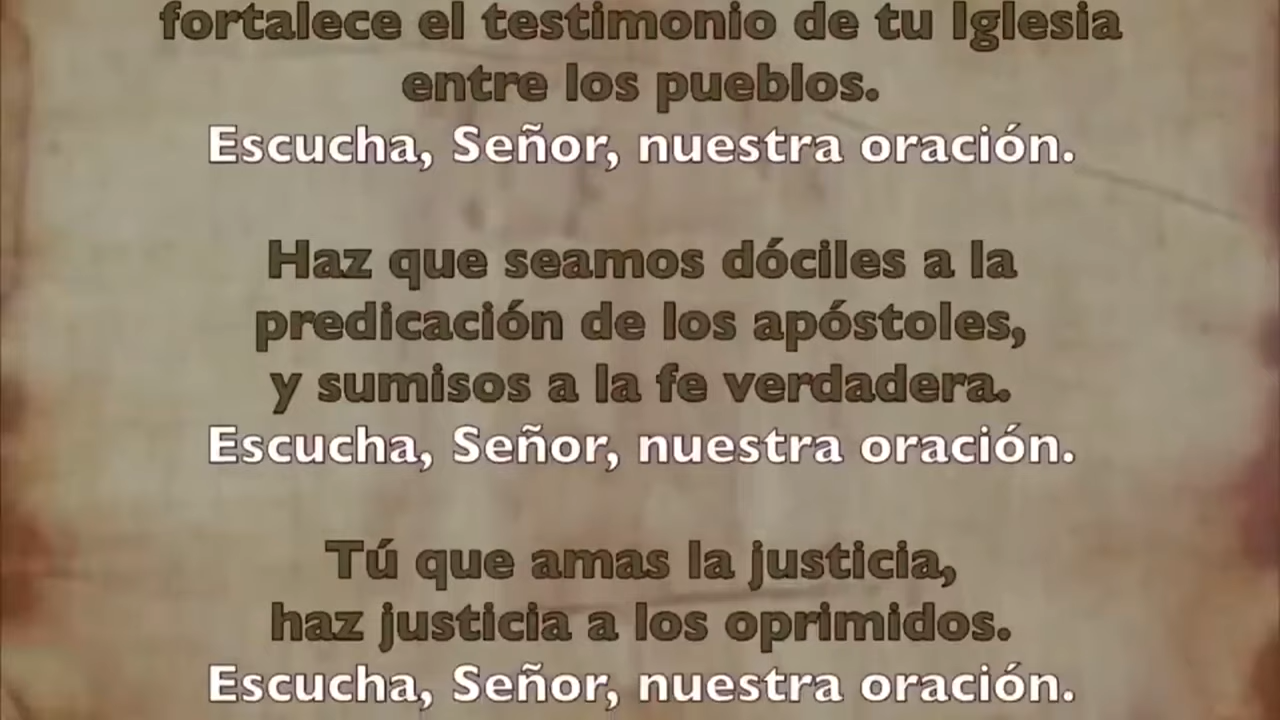 fortalece el testimonio de tu Iglesia
entre los pueblos.
Escucha, Señor, nuestra oración.
Haz que seamos dóciles a la
predicación de los apóstoles,
y sumisos a la fe verdadera.
Escucha, Señor, nuestra oración.
Tú que amas la justicia,
haz justicia a los oprimidos.
Escucha, Señor, nuestra oración.